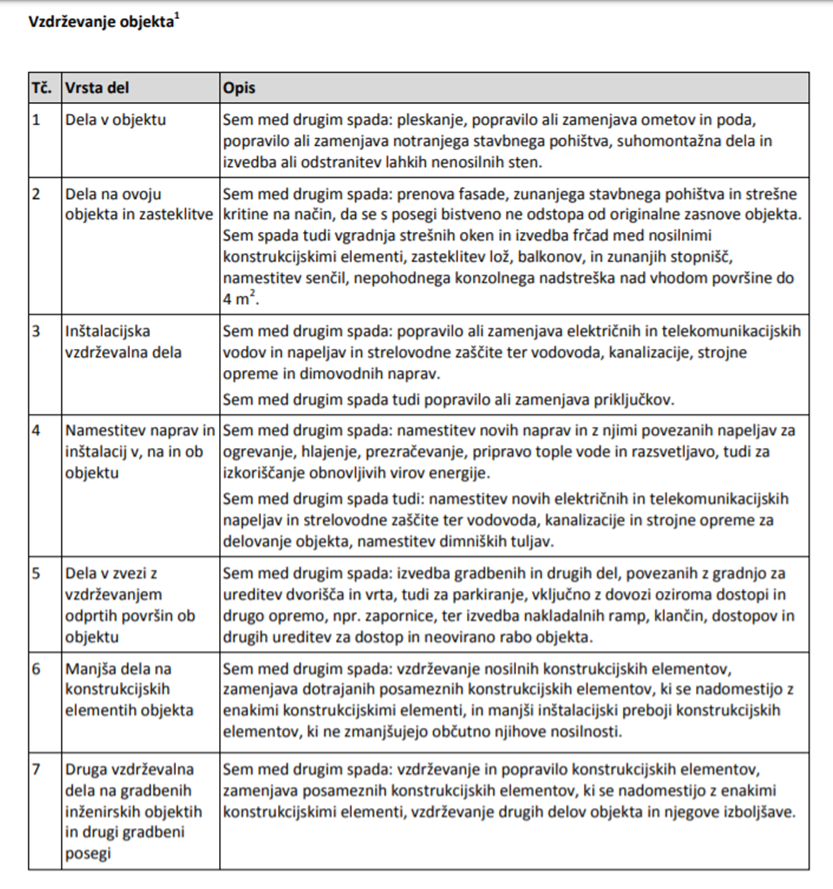 Vzdrževanje objekta1
Tč. Vrsta del Opis
1 Dela v objektu Sem med drugim spada: pleskanje, popravilo ali zamenjava ometov in poda,
popravilo ali zamenjava notranjega stavbnega pohištva, suhomontažna dela in
izvedba ali odstranitev lahkih nenosilnih sten.
2 Dela na ovoju
objekta in zasteklitve
Sem med drugim spada: prenova fasade, zunanjega stavbnega pohištva in strešne
kritine na način, da se s posegi bistveno ne odstopa od originalne zasnove objekta.
Sem spada tudi vgradnja strešnih oken in izvedba frčad med nosilnimi
konstrukcijskimi elementi, zasteklitev lož, balkonov, in zunanjih stopnišč,
namestitev senčil, nepohodnega konzolnega nadstreška nad vhodom površine do
4 m2.
3 Inštalacijska
vzdrževalna dela
Sem med drugim spada: popravilo ali zamenjava električnih in telekomunikacijskih
vodov in napeljav in strelovodne zaščite ter vodovoda, kanalizacije, strojne
opreme in dimovodnih naprav.
Sem med drugim spada tudi popravilo ali zamenjava priključkov.
4 Namestitev naprav in
inštalacij v, na in ob
objektu
Sem med drugim spada: namestitev novih naprav in z njimi povezanih napeljav za
ogrevanje, hlajenje, prezračevanje, pripravo tople vode in razsvetljavo, tudi za
izkoriščanje obnovljivih virov energije.
Sem med drugim spada tudi: namestitev novih električnih in telekomunikacijskih
napeljav in strelovodne zaščite ter vodovoda, kanalizacije in strojne opreme za
delovanje objekta, namestitev dimniških tuljav.
5 Dela v zvezi z
vzdrževanjem
odprtih površin ob
objektu
Sem med drugim spada: izvedba gradbenih in drugih del, povezanih z gradnjo za
ureditev dvorišča in vrta, tudi za parkiranje, vključno z dovozi oziroma dostopi in
drugo opremo, npr. zapornice, ter izvedba nakladalnih ramp, klančin, dostopov in
drugih ureditev za dostop in neovirano rabo objekta.
6 Manjša dela na
konstrukcijskih
elementih objekta
Sem med drugim spada: vzdrževanje nosilnih konstrukcijskih elementov,
zamenjava dotrajanih posameznih konstrukcijskih elementov, ki se nadomestijo z
enakimi konstrukcijskimi elementi, in manjši inštalacijski preboji konstrukcijskih
elementov, ki ne zmanjšujejo občutno njihove nosilnosti.
7 Druga vzdrževalna
dela na gradbenih
inženirskih objektih
in drugi gradbeni
posegi
Sem med drugim spada: vzdrževanje in popravilo konstrukcijskih elementov,
zamenjava posameznih konstrukcijskih elementov, ki se nadomestijo z enakimi
konstrukcijskimi elementi, vzdrževanje drugih delov objekta in njegove izboljšave.